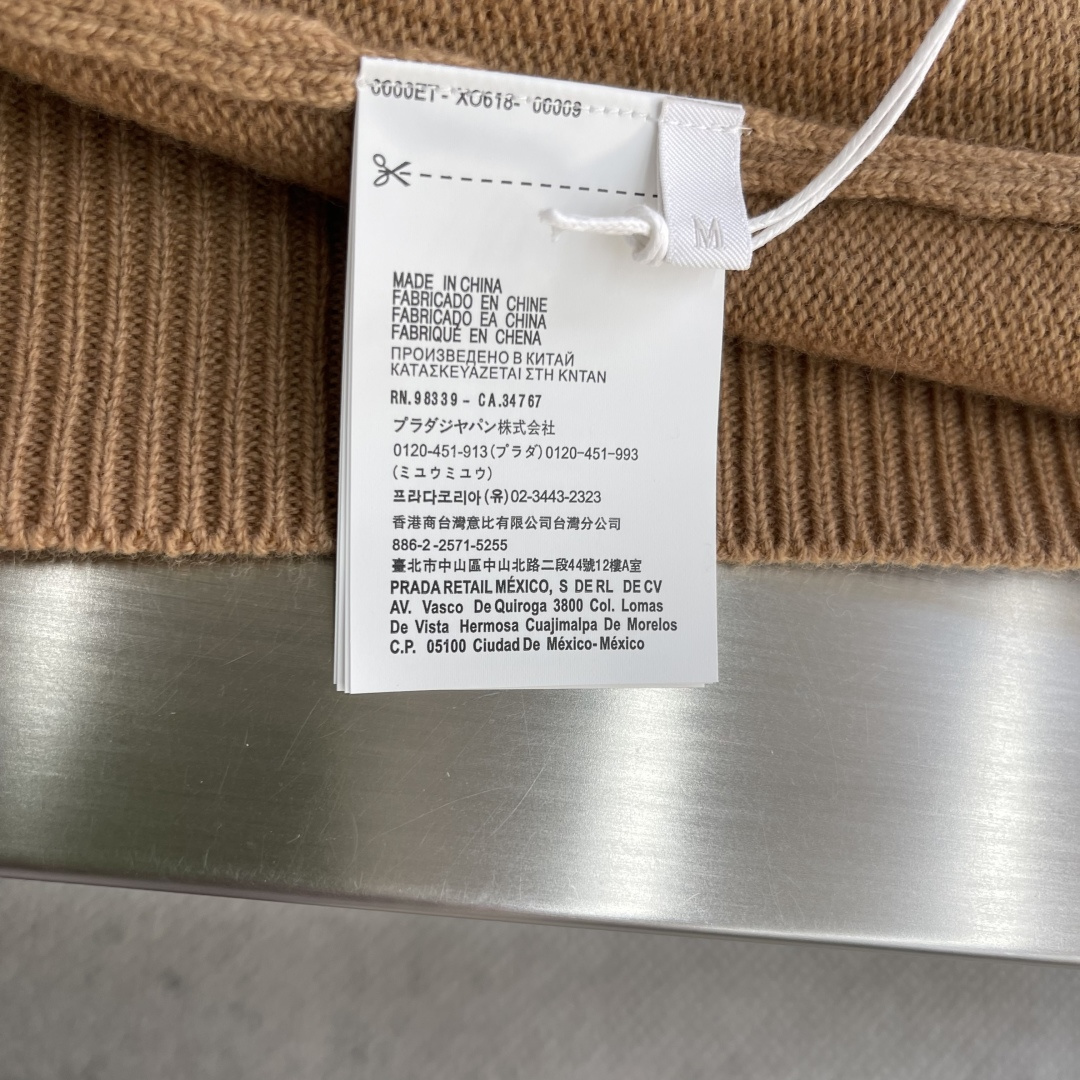 0000ET- XO618- 00009
M
MADE IN CHINA
FABRICADO EN CHINE
FABRICADO EA CHINA
FABRIQUÉ EN CHENA
ПРОИЗВЕДЕНО В КИТАЙ
ΚΑΤΑΣΚΕΥΑΖΕΤΑΙ ΣΤΗ ΚΝΤΑΝ
RN.98339 - CA.34767
プラダジヤパン株式会社
0120-451-913(プラダ)0120-451-993
(ミユウミユウ)
프라다코리아(유)02-3443-2323
香港商台灣意比有限公司台灣分公司
886-2-2571-5255
臺北市中山區中山北路二段44號12樓A室
PRADA RETAIL MÉXICO, S DE RL DE CV
AV. Vasco De Quiroga 3800 Col. Lomas
De Vista Hermosa Cuajimalpa De Morelos
C.P. 05100 Ciudad De México-México